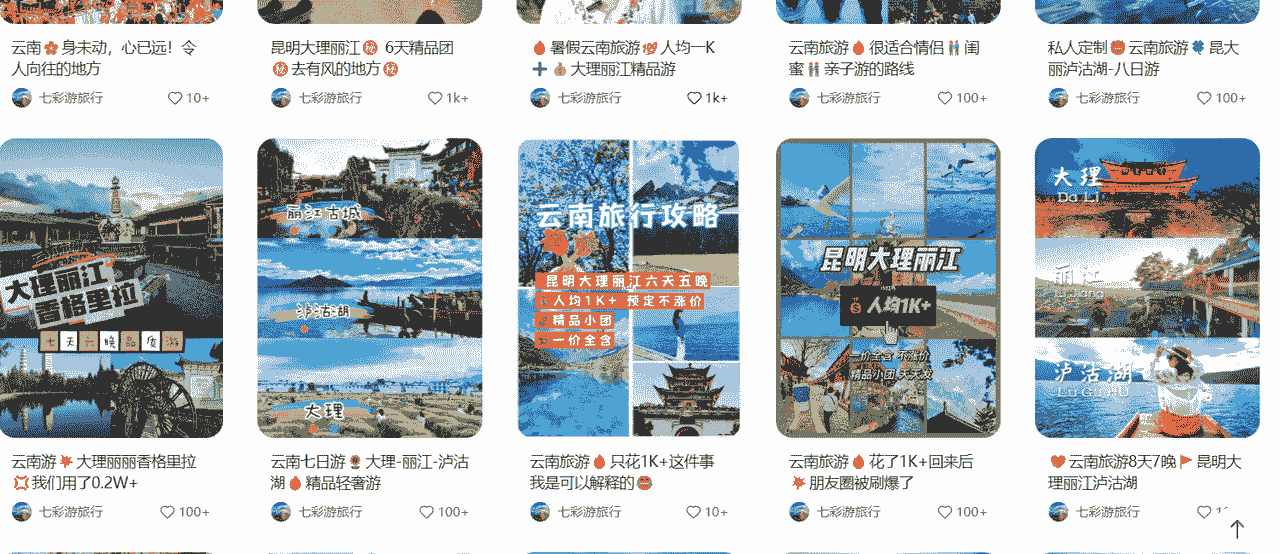 云南🌸身未动，心已远！令
人向往的地方
七彩游旅行
10+
昆明大理丽江㊙️ 6天精品团
㊙️去有风的地方㊙️
七彩游旅行
1k+
🔥暑假云南旅游💯人均一K
➕💰大理丽江精品游
七彩游旅行
1k+
云南旅游🔥很适合情侣👫闺
蜜👭亲子游的路线
七彩游旅行
100+
私人定制云南旅游🍀昆大
丽泸沽湖-八日游
七彩游旅行
100+
大理丽江
香格里拉
七天六晚品质游
云南游💥大理丽丽香格里拉
💢我们用了0.2W+
七彩游旅行
100+
丽江古城
泸沽湖
大理
云南七日游🌻大理-丽江-泸沽
湖🔥精品轻奢游
七彩游旅行
100+
云南旅行攻略
昆明大理丽江六天五晚
人均1K+ 预定不涨价
精品小团
一价全含
云南旅游🔥只花1K+这件事
我是可以解释的😂
七彩游旅行
10+
昆明大理丽江
小红书
人均1K+
一价全含 不涨价
精品小团 天天发
云南旅游🔥花了1K+回来后
💥朋友圈被刷爆了
七彩游旅行
100+
大理
Da Li
丽江
Li Jiang
泸沽湖
Lu Gu Hu
❤️云南旅游8天7晚🚩昆明大
理丽江泸沽湖
七彩游旅行